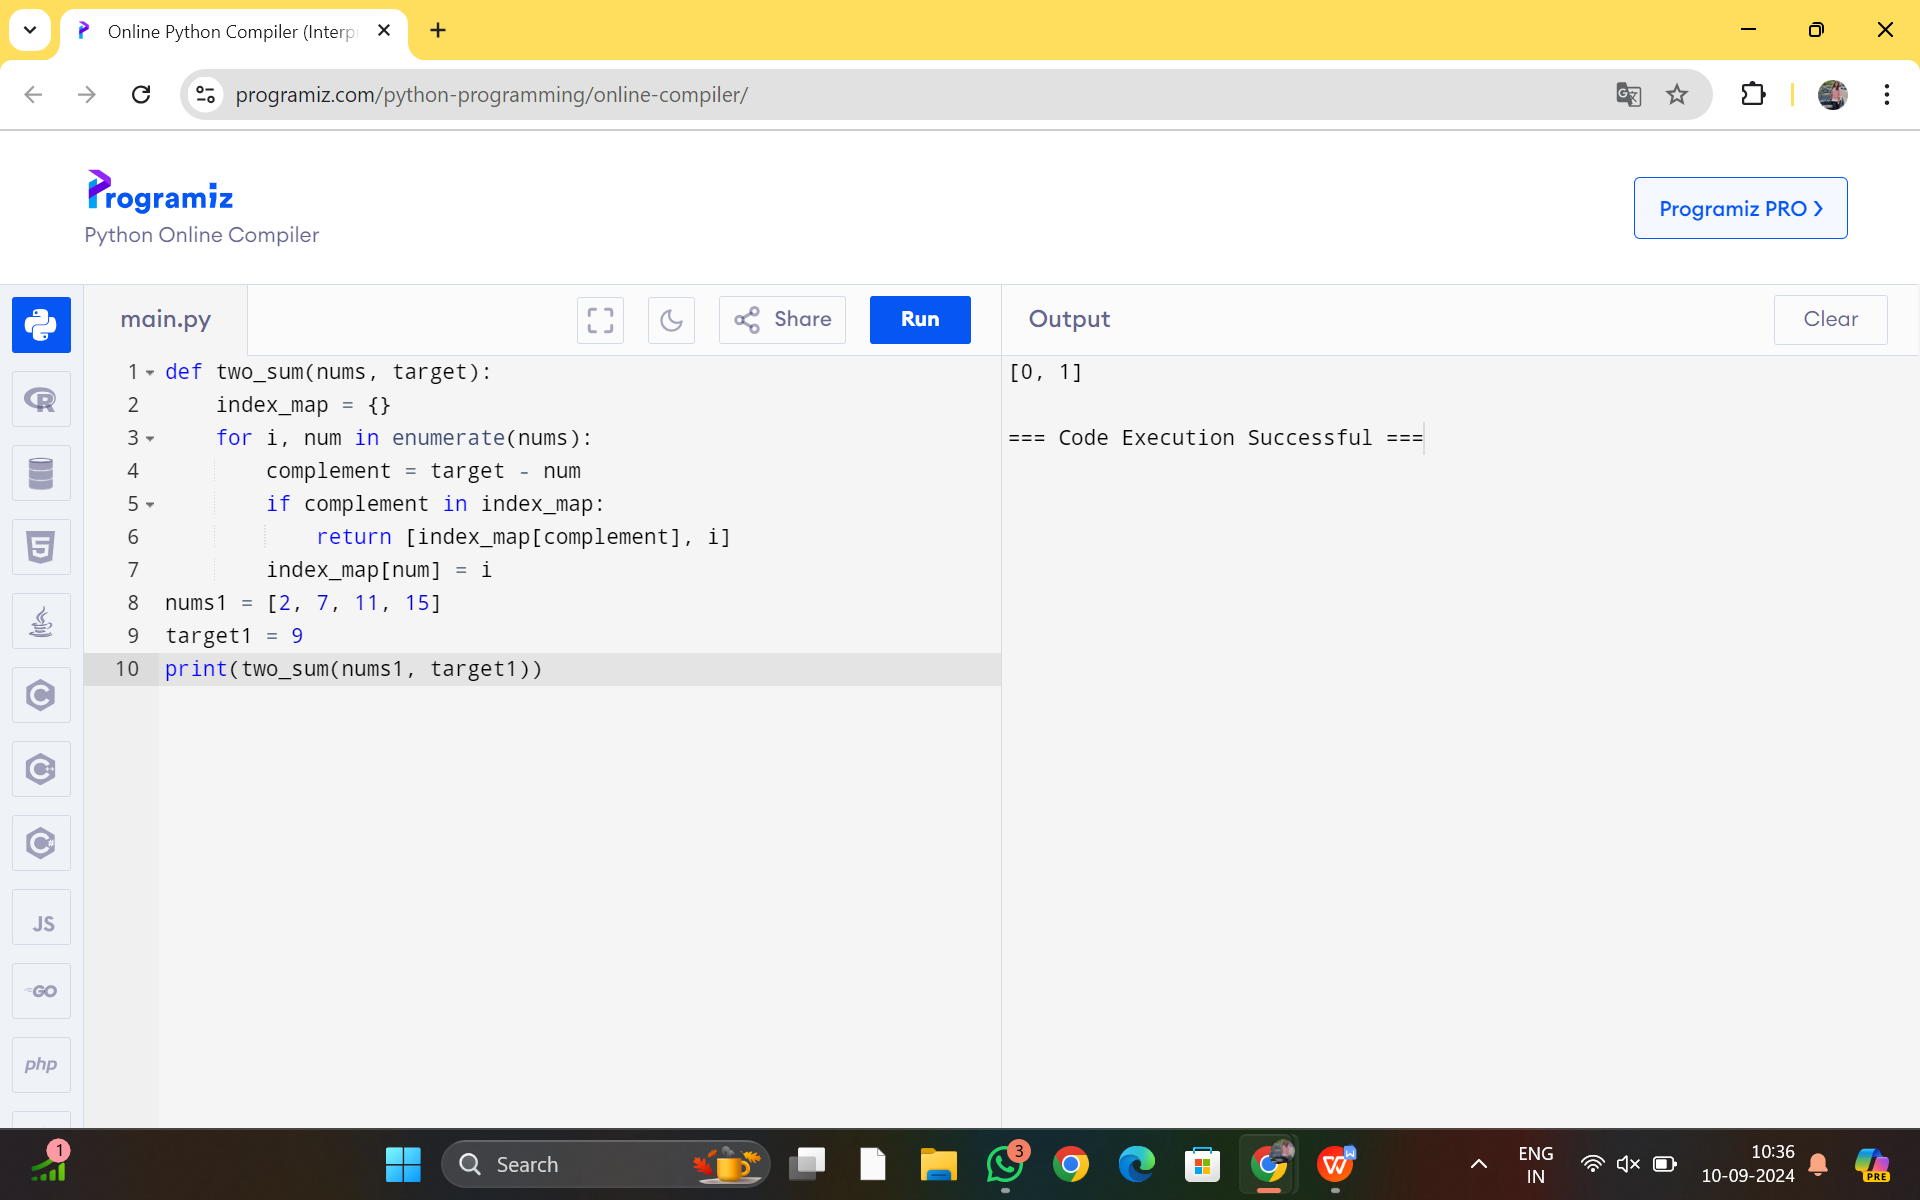 Online Python Compiler (Interp
programiz.com/python-programming/online-compiler/
Programiz
Python Online Compiler
Programiz PRO
main.py
Share
Run
Output
Clear
1 def two_sum(nums, target):
2     index_map = {}
3     for i, num in enumerate(nums):
4         complement = target - num
5         if complement in index_map:
6             return [index_map[complement], i]
7         index_map[num] = i
8 nums1 = [2, 7, 11, 15]
9 target1 = 9
10 print(two_sum(nums1, target1))
[0, 1]
=== Code Execution Successful ===
R
5
C
C+
C#
JS
GO
php
1
Search
3
W
W
ENG
IN
10:36
10-09-2024
PRE